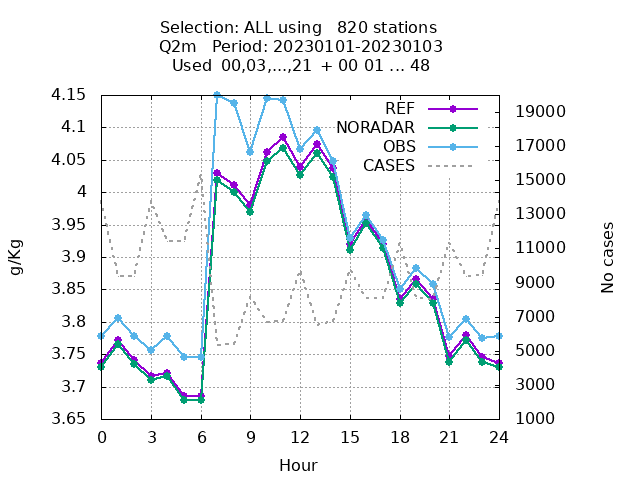 Selection: ALL using   820 stations
Q2m   Period: 20230101-20230103
Used  00,03,...,21  + 00 01 ... 48
REF
NORADAR
OBS
CASES
4.15
4.1
4.05
4
3.95
3.9
3.85
3.8
3.75
3.7
3.65
19000
17000
15000
13000
11000
9000
7000
5000
3000
1000
0 3 6 9 12 15 18 21 24
g/Kg
No cases
Hour